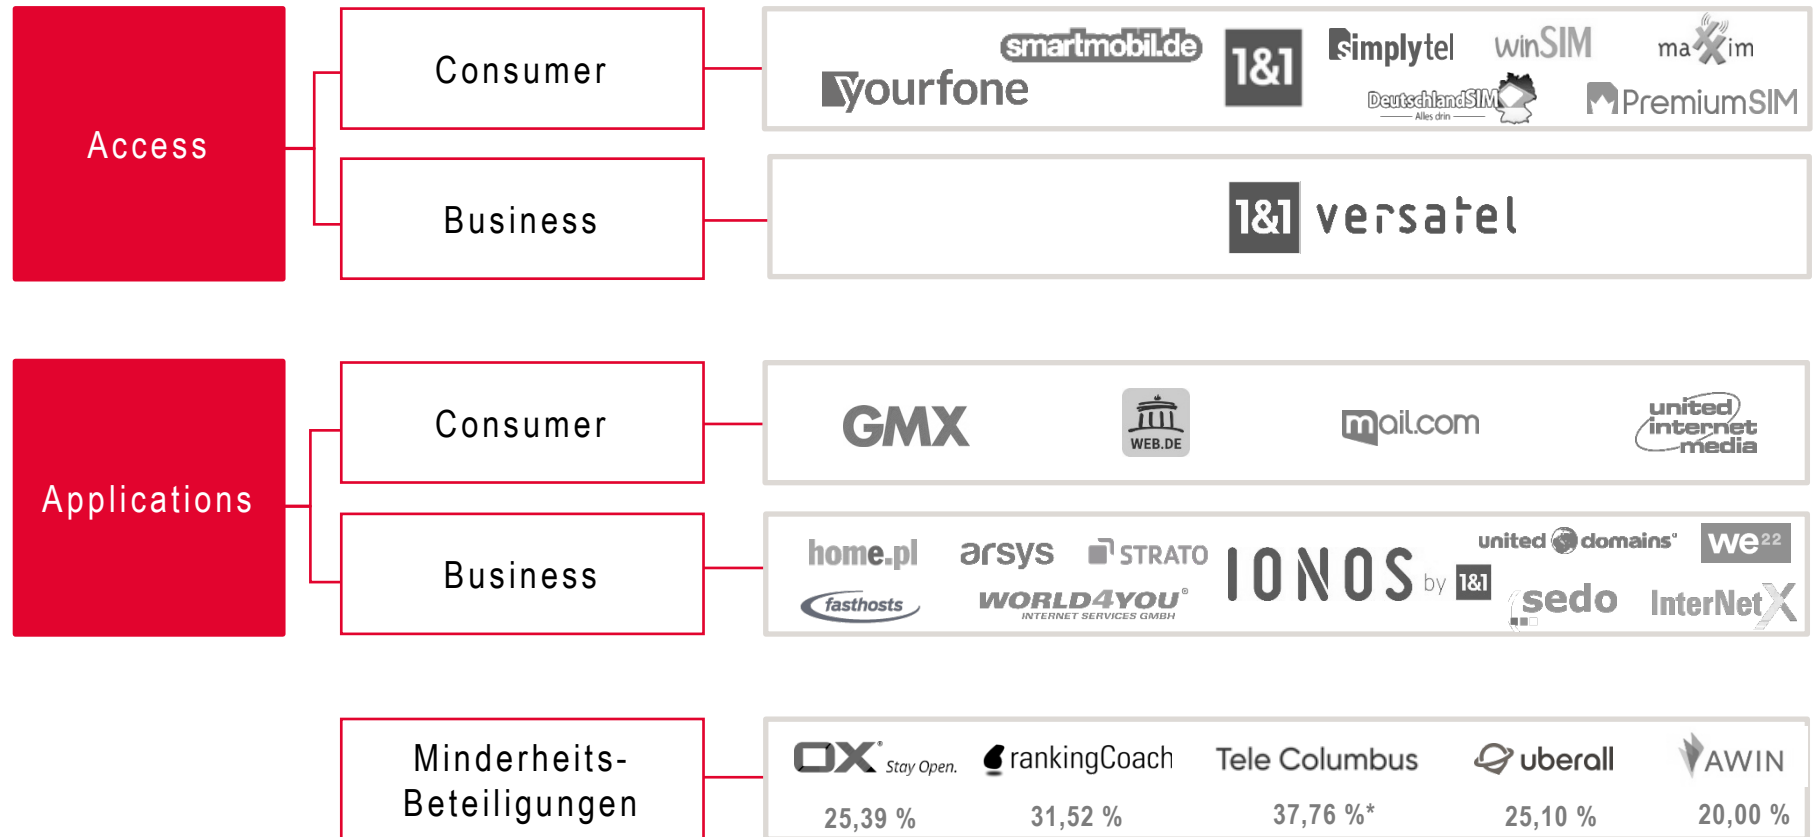 Access
Consumer
smartmobil.de
yourfone
1&1
simplytel
winSIM
maXXim
DeutschlandSIM
Alles drin
PremiumSIM
Business
1&1 versatel
Applications
Consumer
GMX
WEB.DE
mail.com
united
internet
media
Business
home.pl
arsys
STRATO
fasthosts
WORLD4YOU®
INTERNET SERVICES GMBH
IONOS by 1&1
united domains®
we22
sedo
InterNetX
Minderheits-
Beteiligungen
OX® Stay Open.
rankingCoach
Tele Columbus
uberall
AWIN
25,39 %
31,52 %
37,76 %*
25,10 %
20,00 %